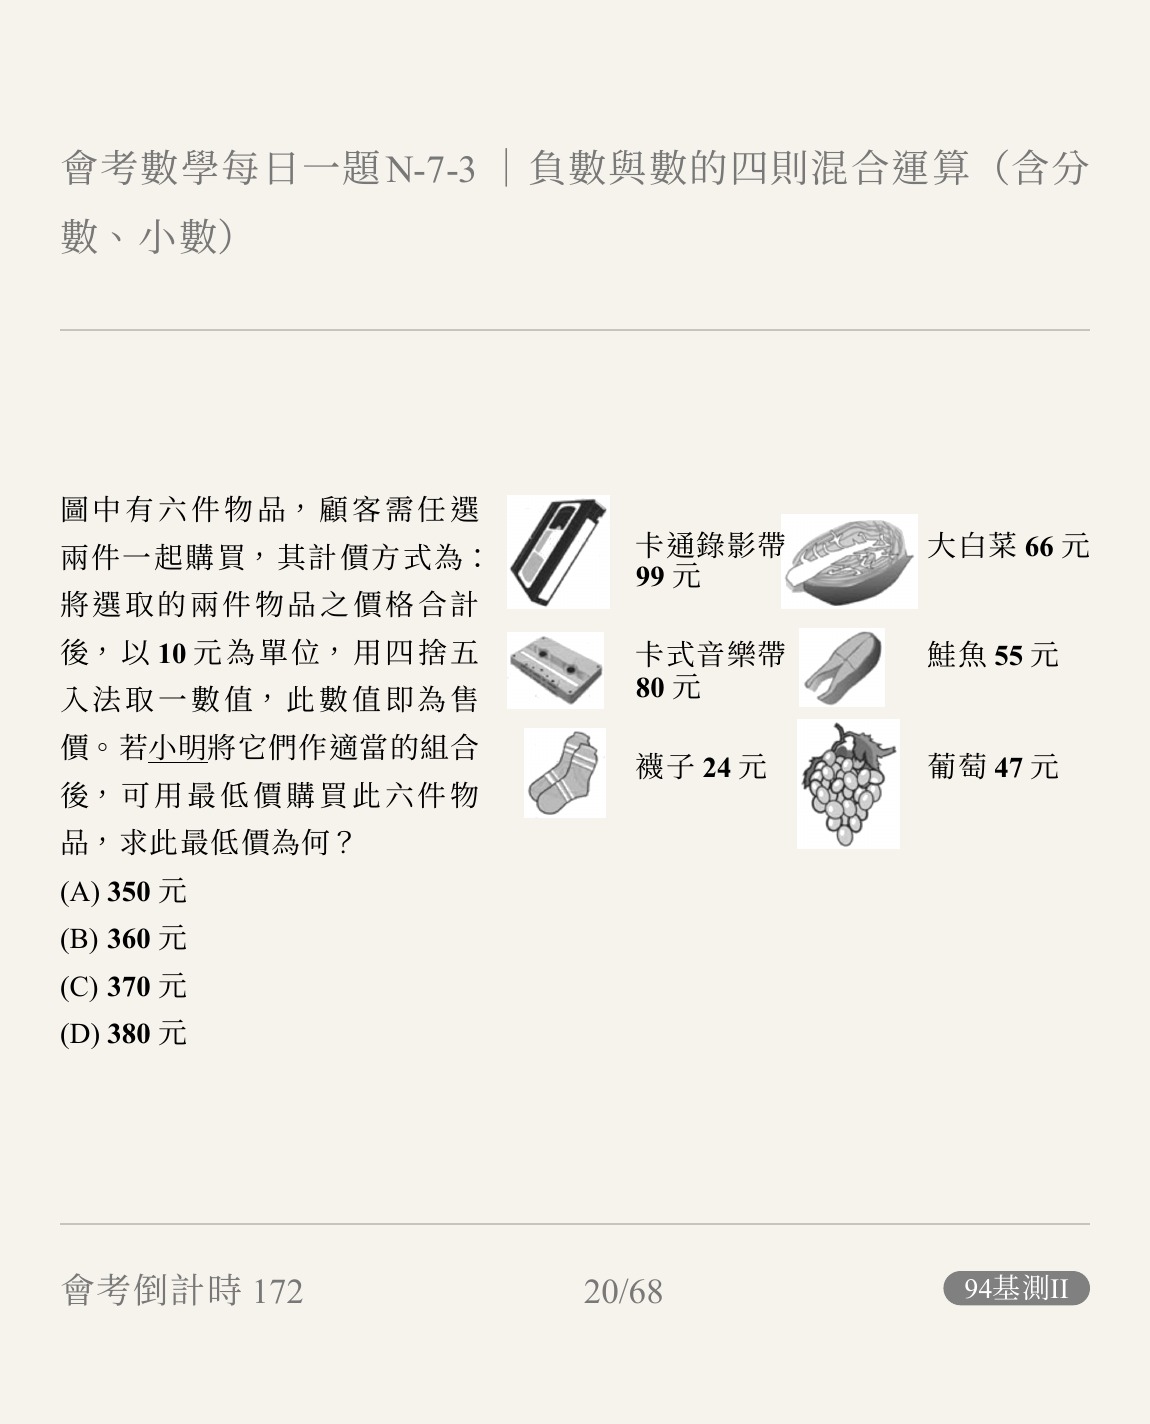 會考數學每日一題N-7-3 ｜負數與數的四則混合運算（含分
數、小數）
圖中有六件物品，顧客需任選
兩件一起購買，其計價方式為：
將選取的兩件物品之價格合計
後，以 10 元為單位，用四捨五
入法取一數值，此數值即為售
價。若小明將它們作適當的組合
後，可用最低價購買此六件物
品，求此最低價為何？
(A) 350 元
(B) 360 元
(C) 370 元
(D) 380 元
卡通錄影帶
99 元
大白菜 66 元
卡式音樂帶
80 元
鮭魚 55 元
襪子 24 元
葡萄 47 元
會考倒計時 172
20/68
94基測II